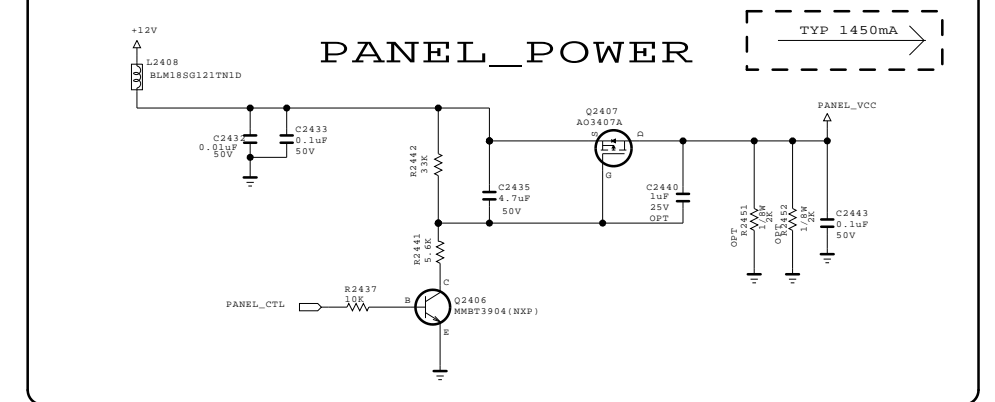 +12V
L2408
BLM18SG121TN1D
PANEL_POWER
TYP 1450mA
C2432
0.01uF
50V
C2433
0.1uF
50V
R2442
33K
C2435
4.7uF
50V
Q2407
AO3407A
S
D
G
C2440
1uF
25V
OPT
PANEL_VCC
OPT
R2451
1/8W
2K
OPT
R2452
1/8W
2K
C2443
0.1uF
50V
R2441
5.6K
PANEL_CTL
R2437
10K
B
C
E
Q2406
MMBT3904(NXP)